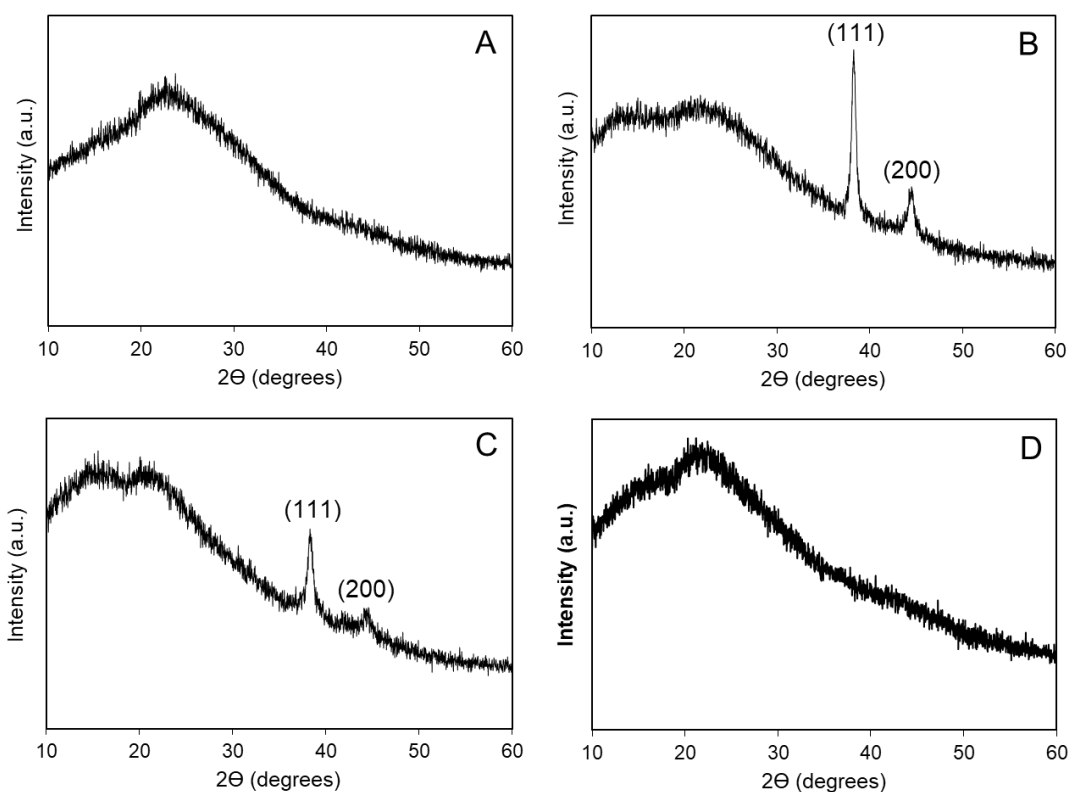 A
Intensity (a.u.)
10 20 30 40 50 60
2ϴ (degrees)
B
(111)
(200)
Intensity (a.u.)
10 20 30 40 50 60
2ϴ (degrees)
C
(111)
(200)
Intensity (a.u.)
10 20 30 40 50 60
2ϴ (degrees)
D
Intensity (a.u.)
10 20 30 40 50 60
2ϴ (degrees)